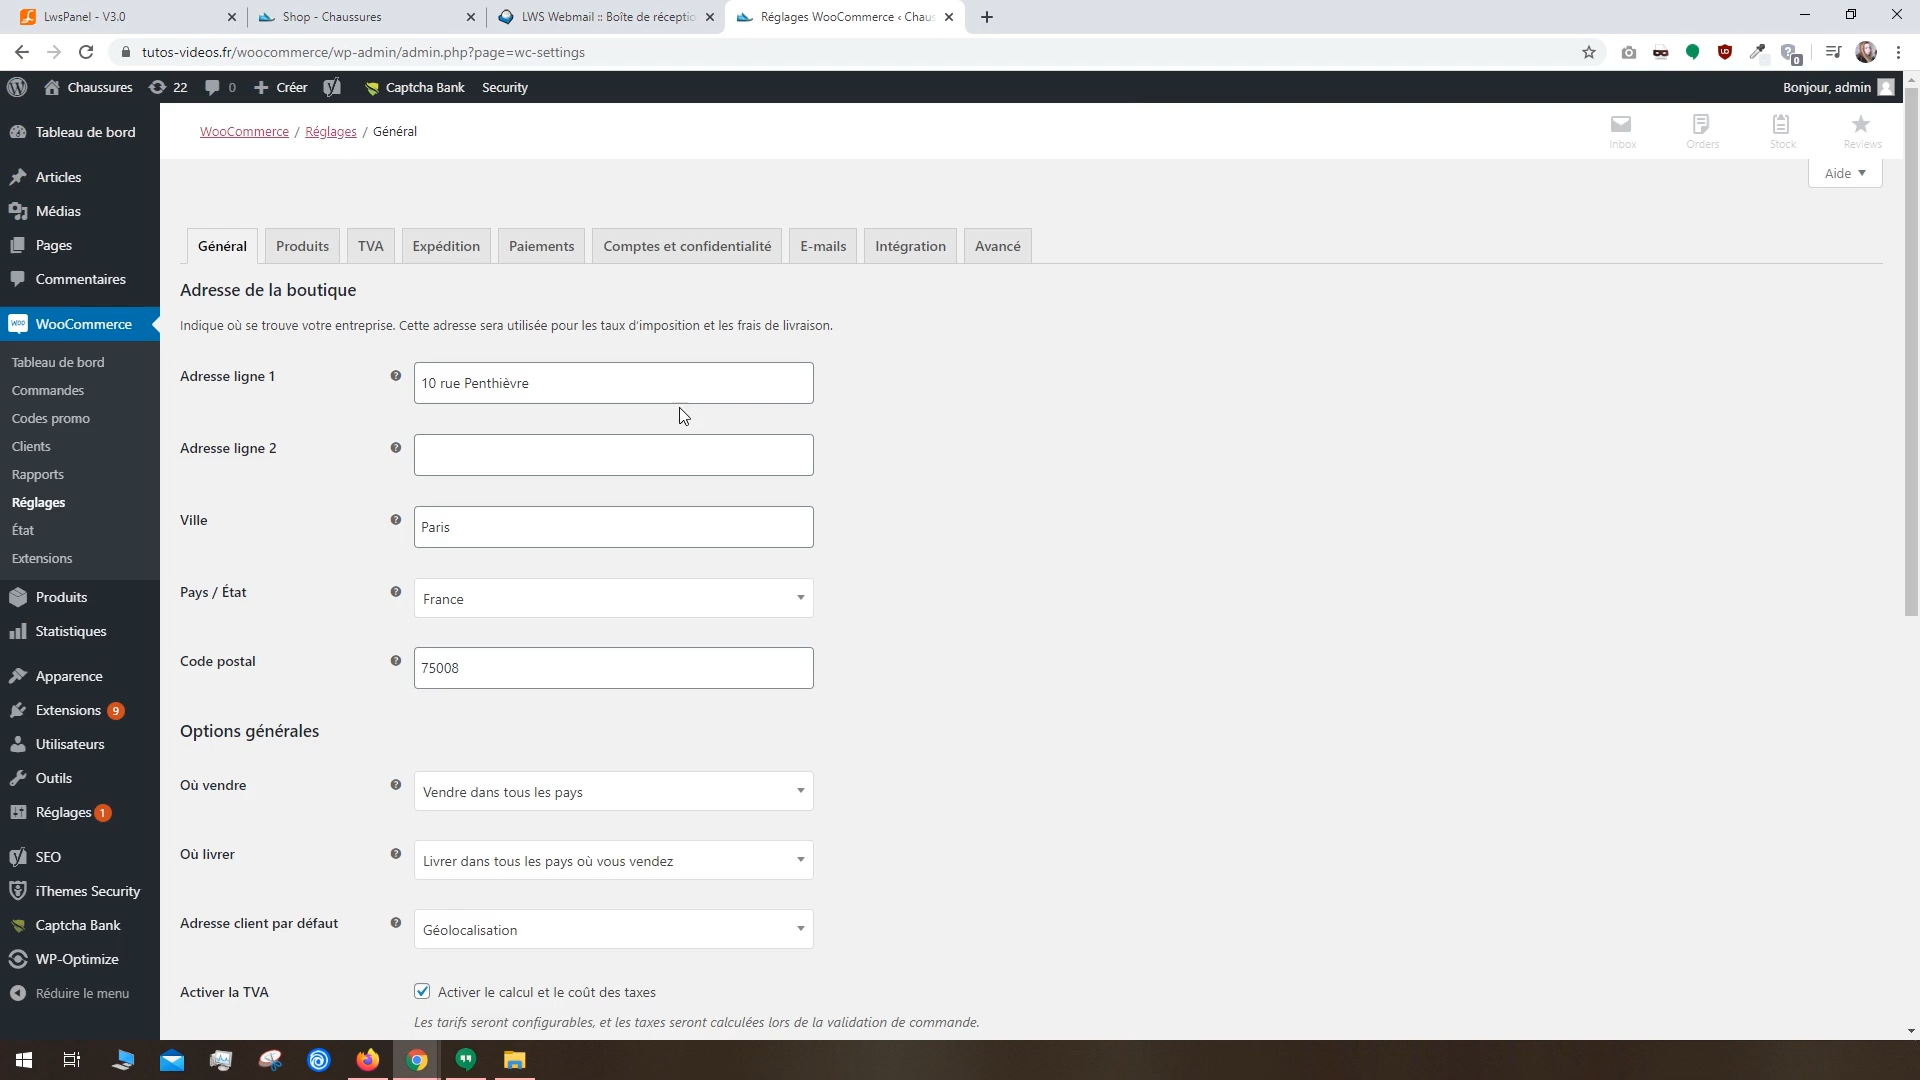 LwsPanel - V3.0
Shop - Chaussures
LWS Webmail :: Boîte de réceptio
Réglages WooCommerce ‹ Chaus
tutos-videos.fr/woocommerce/wp-admin/admin.php?page=wc-settings
0
Chaussures
22
0
Créer
Captcha Bank
Security
Bonjour, admin
Tableau de bord
Articles
Médias
Pages
Commentaires
WooCommerce
Tableau de bord
Commandes
Codes promo
Clients
Rapports
Réglages
État
Extensions
Produits
Statistiques
Apparence
Extensions 9
Utilisateurs
Outils
Réglages 1
SEO
iThemes Security
Captcha Bank
WP-Optimize
Réduire le menu
WooCommerce / Réglages / Général
Inbox
Orders
Stock
Reviews
Aide
Général
Produits
TVA
Expédition
Paiements
Comptes et confidentialité
E-mails
Intégration
Avancé
Adresse de la boutique
Indique où se trouve votre entreprise. Cette adresse sera utilisée pour les taux d'imposition et les frais de livraison.
Adresse ligne 1
10 rue Penthièvre
Adresse ligne 2
Ville
Paris
Pays / État
France
Code postal
75008
Options générales
Où vendre
Vendre dans tous les pays
Où livrer
Livrer dans tous les pays où vous vendez
Adresse client par défaut
Géolocalisation
Activer la TVA
Activer le calcul et le coût des taxes
Les tarifs seront configurables, et les taxes seront calculées lors de la validation de commande.